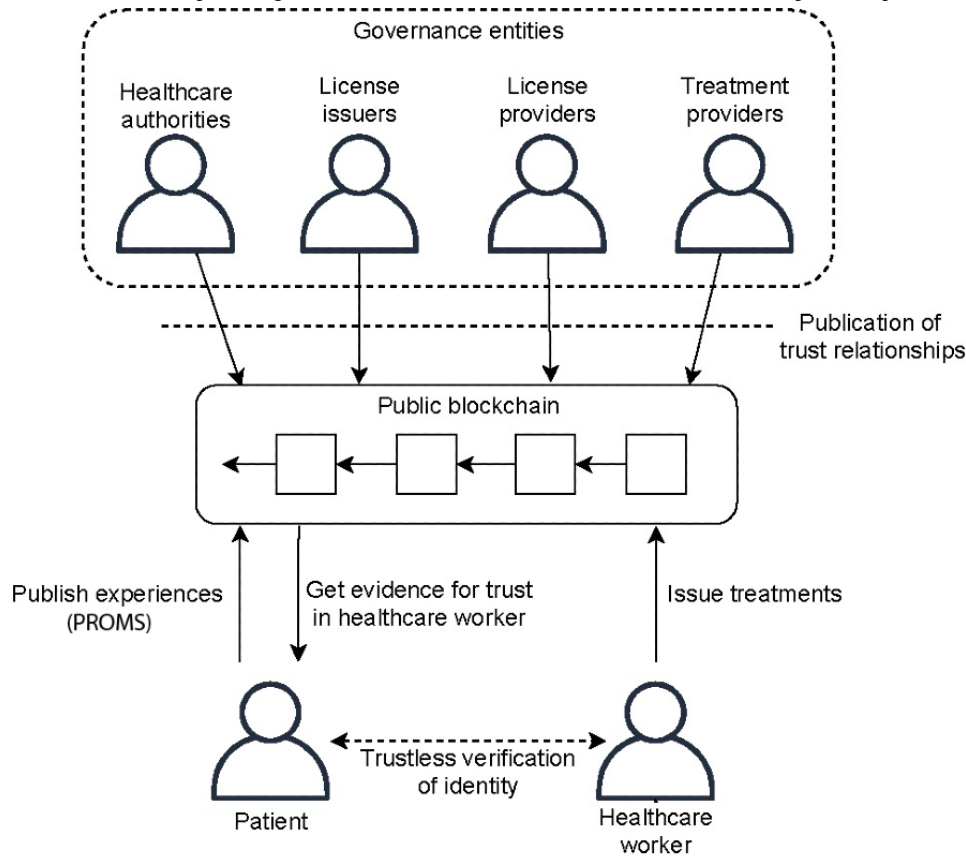 Governance entities
Healthcare
authorities
License
issuers
License
providers
Treatment
providers
Publication of
trust relationships
Public blockchain
Publish experiences
(PROMS)
Get evidence for trust
in healthcare worker
Issue treatments
Trustless verification
of identity
Patient
Healthcare
worker